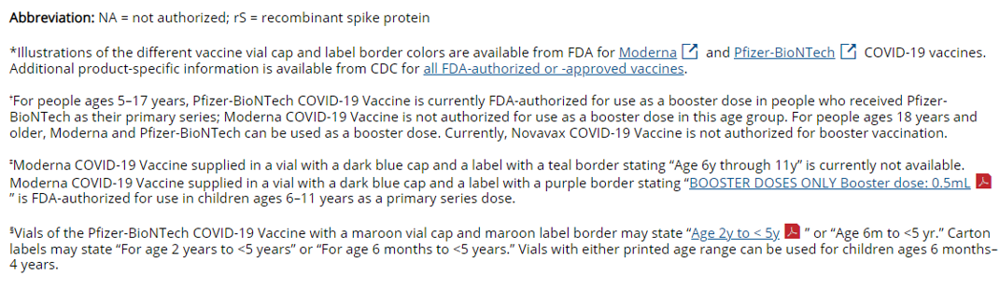 Abbreviation: NA = not authorized; rS = recombinant spike protein
*Illustrations of the different vaccine vial cap and label border colors are available from FDA for Moderna and Pfizer-BioNTech COVID-19 vaccines.
Additional product-specific information is available from CDC for all FDA-authorized or -approved vaccines.
†For people ages 5–17 years, Pfizer-BioNTech COVID-19 Vaccine is currently FDA-authorized for use as a booster dose in people who received Pfizer-
BioNTech as their primary series; Moderna COVID-19 Vaccine is not authorized for use as a booster dose in this age group. For people ages 18 years and
older, Moderna and Pfizer-BioNTech can be used as a booster dose. Currently, Novavax COVID-19 Vaccine is not authorized for booster vaccination.
‡Moderna COVID-19 Vaccine supplied in a vial with a dark blue cap and a label with a teal border stating “Age 6y through 11y” is currently not available.
Moderna COVID-19 Vaccine supplied in a vial with a dark blue cap and a label with a purple border stating “BOOSTER DOSES ONLY Booster dose: 0.5mL
” is FDA-authorized for use in children ages 6–11 years as a primary series dose.
§Vials of the Pfizer-BioNTech COVID-19 Vaccine with a maroon vial cap and maroon label border may state “Age 2y to < 5y ” or “Age 6m to <5 yr.” Carton
labels may state “For age 2 years to <5 years” or “For age 6 months to <5 years.” Vials with either printed age range can be used for children ages 6 months–
4 years.